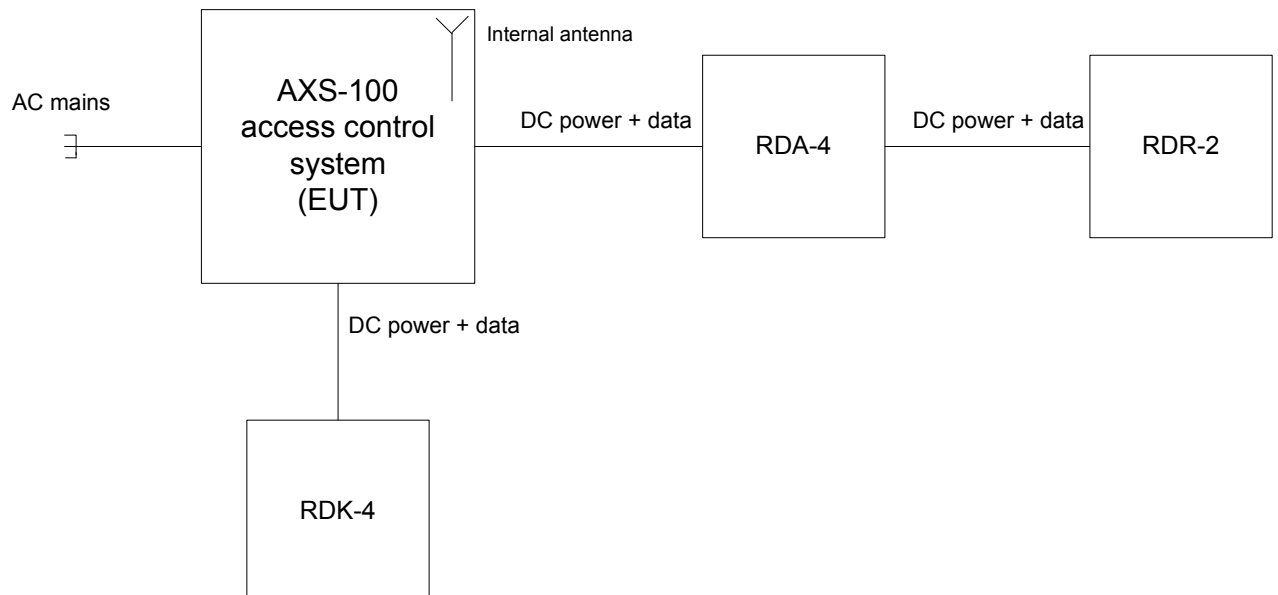 Internal antenna
AXS-100
access control
system
(EUT)
AC mains
DC power + data
RDA-4
DC power + data
RDR-2
DC power + data
RDK-4